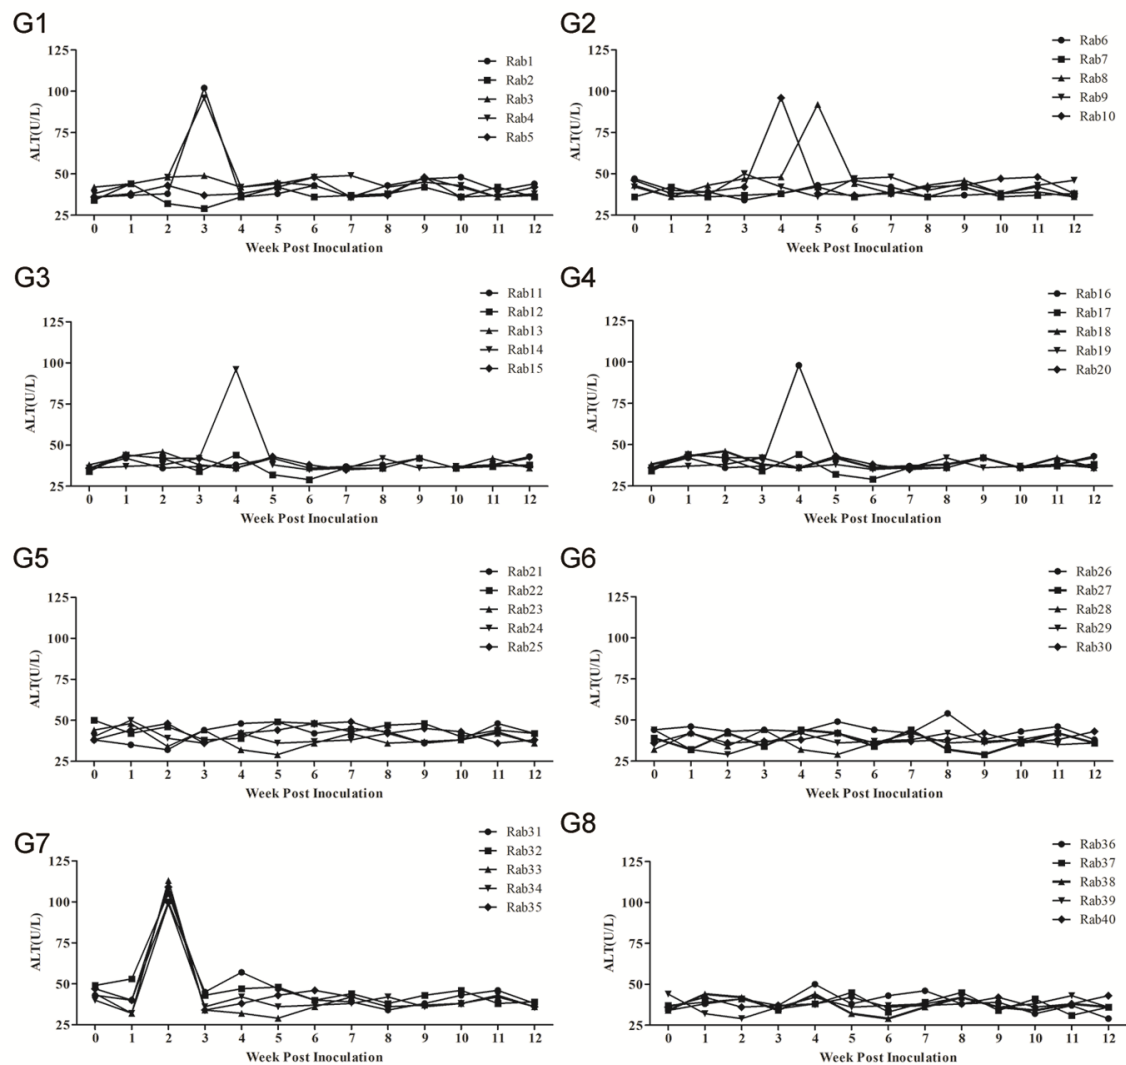 G1
125
100
75
50
25
ALT(U/L)
0 1 2 3 4 5 6 7 8 9 10 11 12
Week Post Inoculation
Rab1
Rab2
Rab3
Rab4
Rab5
G2
125
100
75
50
25
ALT(U/L)
0 1 2 3 4 5 6 7 8 9 10 11 12
Week Post Inoculation
Rab6
Rab7
Rab8
Rab9
Rab10
G3
125
100
75
50
25
ALT(U/L)
0 1 2 3 4 5 6 7 8 9 10 11 12
Week Post Inoculation
Rab11
Rab12
Rab13
Rab14
Rab15
G4
125
100
75
50
25
ALT(U/L)
0 1 2 3 4 5 6 7 8 9 10 11 12
Week Post Inoculation
Rab16
Rab17
Rab18
Rab19
Rab20
G5
125
100
75
50
25
ALT(U/L)
0 1 2 3 4 5 6 7 8 9 10 11 12
Week Post Inoculation
Rab21
Rab22
Rab23
Rab24
Rab25
G6
125
100
75
50
25
ALT(U/L)
0 1 2 3 4 5 6 7 8 9 10 11 12
Week Post Inoculation
Rab26
Rab27
Rab28
Rab29
Rab30
G7
125
100
75
50
25
ALT(U/L)
0 1 2 3 4 5 6 7 8 9 10 11 12
Week Post Inoculation
Rab31
Rab32
Rab33
Rab34
Rab35
G8
125
100
75
50
25
ALT(U/L)
0 1 2 3 4 5 6 7 8 9 10 11 12
Week Post Inoculation
Rab36
Rab37
Rab38
Rab39
Rab40